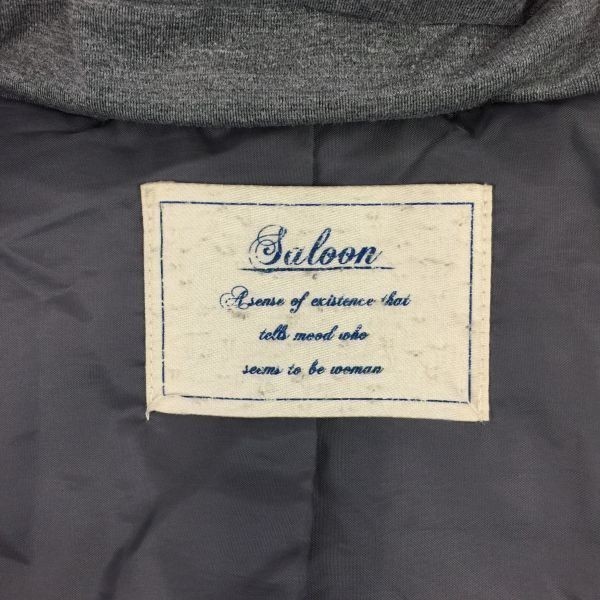 Saloon
A sense of existence that
tells mood who
seems to be woman